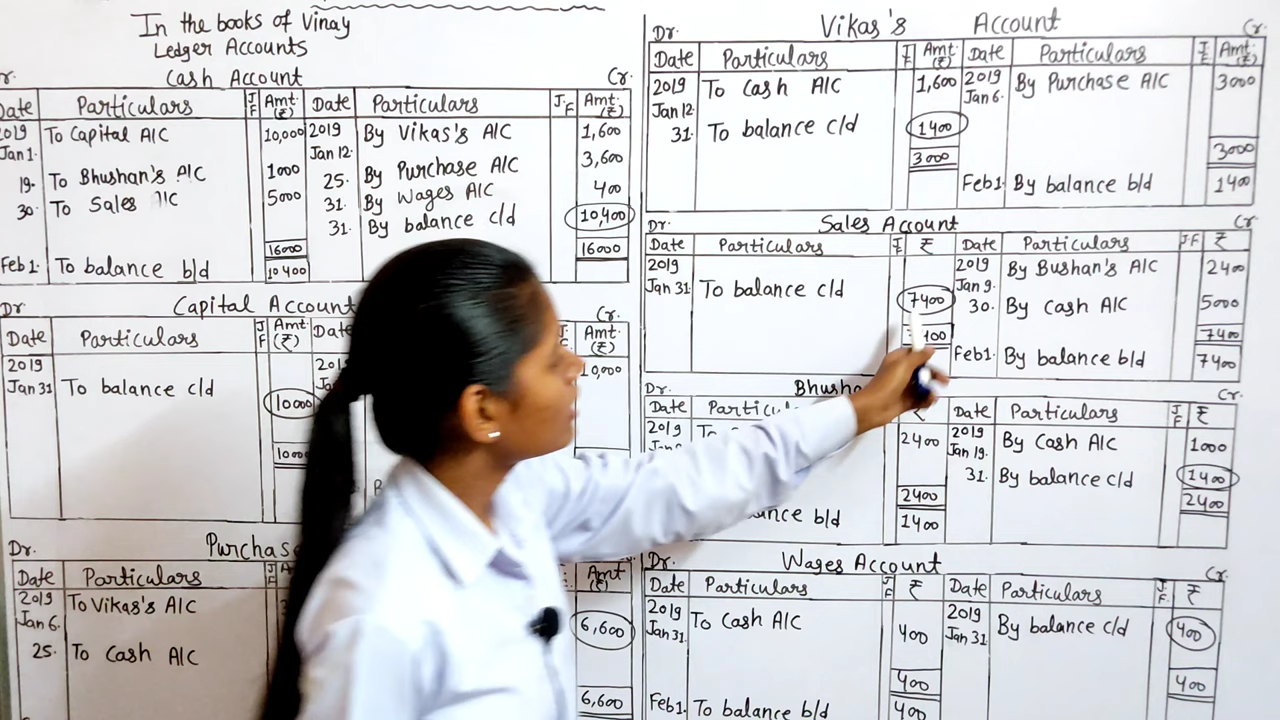 In the books of Vinay
Ledger Accounts
Cash Account
r. Cr.
Date Particulars J F Amt. (₹) Date Particulars J.F Amt. (₹)
2019 To Capital A/C 10,000 2019 By Vikas's A/C 1,600
Jan 1. Jan 12.
19. To Bhushan's A/C 1000 25. By Purchase A/C 3,600
30. To Sales A/C 5000 31. By Wages A/C 400
31. By balance c/d 10,400
16000 16000
Feb 1. To balance b/d 10400
Dr Capital Account Cr.
Date Particulars J F Amt (₹) Date Amt (₹)
2019 10,000
Jan 31 To balance c/d 10000
10000
Dr. Purchase
Date Particulars J F Amt
2019 To Vikas's A/C
Jan 6. 6,600
25. To Cash A/C
6,600
Dr. Vikas's Account Cr.
Date Particulars J F Amt. (₹) Date Particulars J F Amt. (₹)
2019 To Cash A/C 1,600 2019 By Purchase A/C 3000
Jan 12. Jan 6.
31. To balance c/d 1400
3000 3000
Feb 1. By balance b/d 1400
Dr. Sales Account Cr.
Date Particulars J F ₹ Date Particulars J.F ₹
2019 2019 By Bushan's A/C 2400
Jan 31 To balance c/d 7400 Jan 9.
30. By Cash A/C 5000
7400
Feb 1. By balance b/d 7400
Dr. Bhusha Cr.
Date ₹ Date Particulars J F ₹
2019 2400 2019 By Cash A/C 1000
Jan 19.
31. By balance c/d 1400
2400 2400
b/d 1400
Dr. Wages Account Cr.
Date Particulars J F ₹ Date Particulars J F ₹
2019 To Cash A/C 400 2019 By balance c/d 400
Jan 31. Jan 31.
400 400
Feb 1. To balance b/d 400